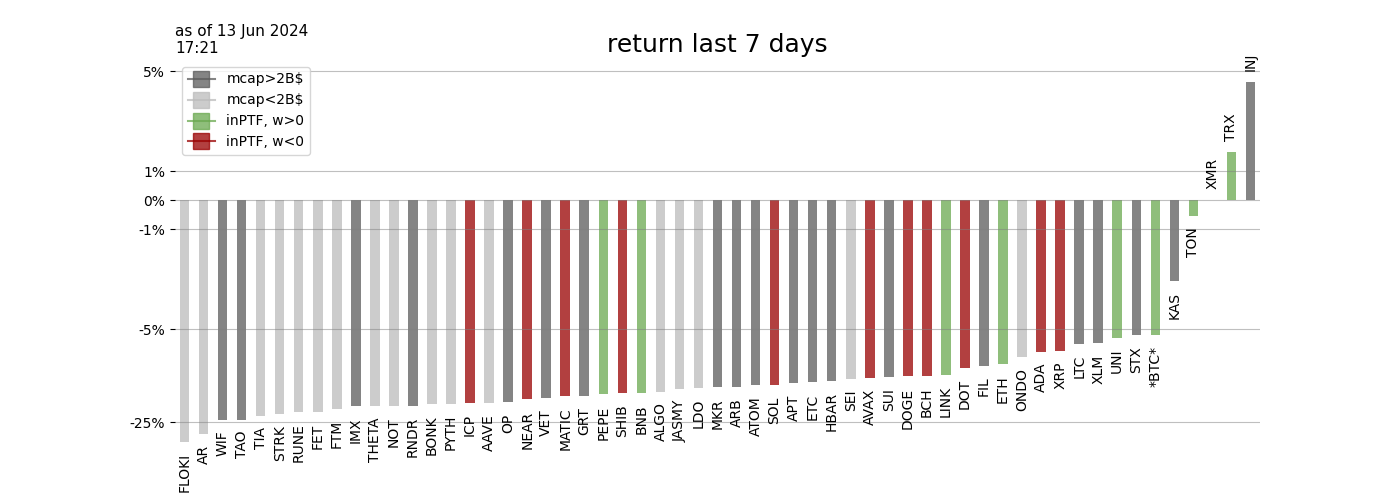 as of 13 Jun 2024
17:21
return last 7 days
mcap>2B$
mcap<2B$
inPTF, w>0
inPTF, w<0
5%
1%
0%
-1%
-5%
-25%
FLOKI
AR
WIF
TAO
TIA
STRK
RUNE
FET
FTM
IMX
THETA
NOT
RNDR
BONK
PYTH
ICP
AAVE
OP
NEAR
VET
MATIC
GRT
PEPE
SHIB
BNB
ALGO
JASMY
LDO
MKR
ARB
ATOM
SOL
APT
ETC
HBAR
SEI
AVAX
SUI
DOGE
BCH
LINK
DOT
FIL
ETH
ONDO
ADA
XRP
LTC
XLM
UNI
STX
*BTC*
KAS
TON
XMR
TRX
INJ